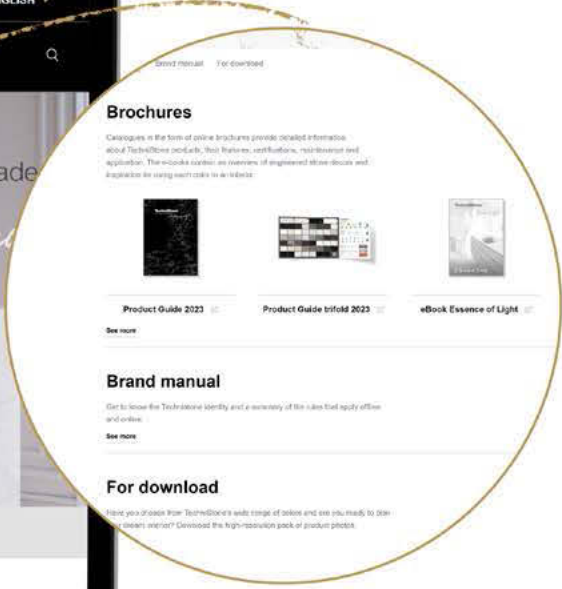 ENGLISH
ade
Brand manual For download
Brochures
Catalogues in the form of online brochures provide detailed information
about TechniStone products, their features, certifications, maintenance and
application. The e-books contain an overview of engineered stone decors and
inspiration for using each color in an interior.
TechniStone
TechniStone
Product Guide 2023
Product Guide trifold 2023
eBook Essence of Light
See more
Brand manual
Get to know the Technistone identity and a summary of the rules that apply offline
and online.
See more
For download
Have you chosen from TechniStone's wide range of colors and are you ready to plan
your dream interior? Download the high-resolution pack of product photos.